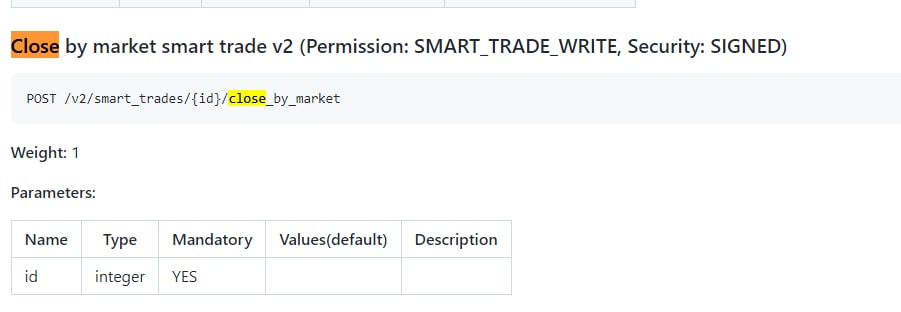 Close by market smart trade v2 (Permission: SMART_TRADE_WRITE, Security: SIGNED)
POST /v2/smart_trades/{id}/close_by_market
Weight: 1
Parameters:
Name Type Mandatory Values(default) Description
id integer YES